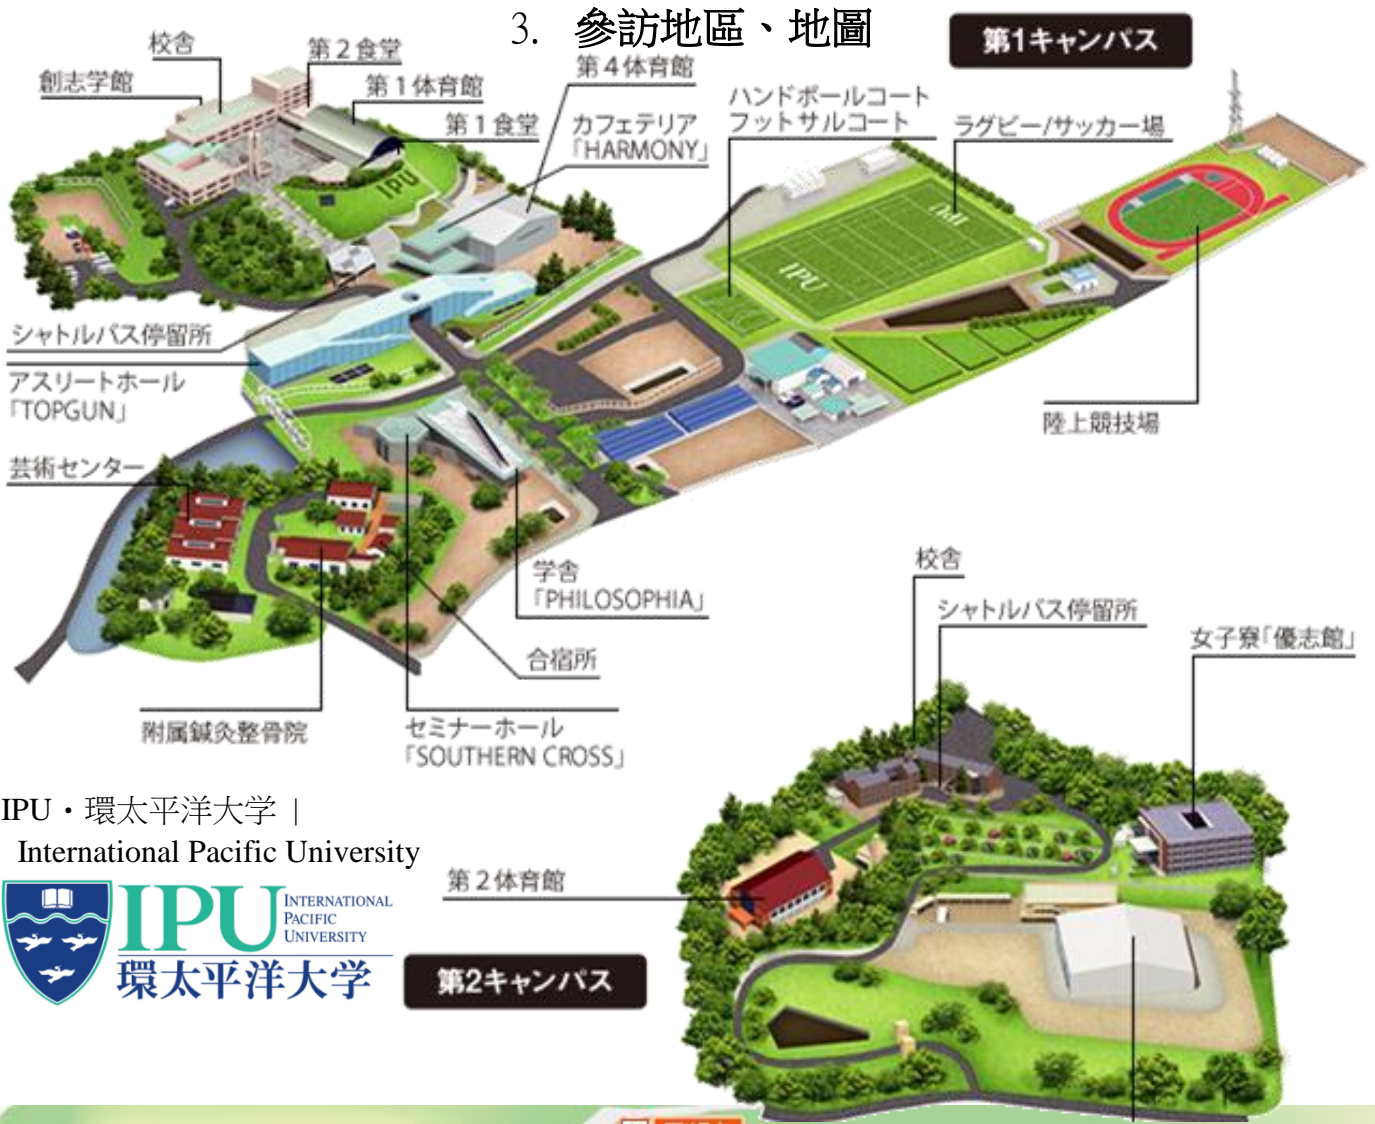 3. 參訪地區、地圖
第1キャンパス
校舎
第２食堂
創志学館
第１体育館
第１食堂
第４体育館
カフェテリア
「HARMONY」
ハンドボールコート
フットサルコート
ラグビー/サッカー場
IPU
IPU
IPU
シャトルバス停留所
アスリートホール
「TOPGUN」
陸上競技場
芸術センター
学舎
「PHILOSOPHIA」
合宿所
附属鍼灸整骨院
セミナーホール
「SOUTHERN CROSS」
校舎
シャトルバス停留所
女子寮「優志館」
IPU・環太平洋大学 |
International Pacific University
第２体育館
IPU INTERNATIONAL
PACIFIC
UNIVERSITY
環太平洋大学
第2キャンパス